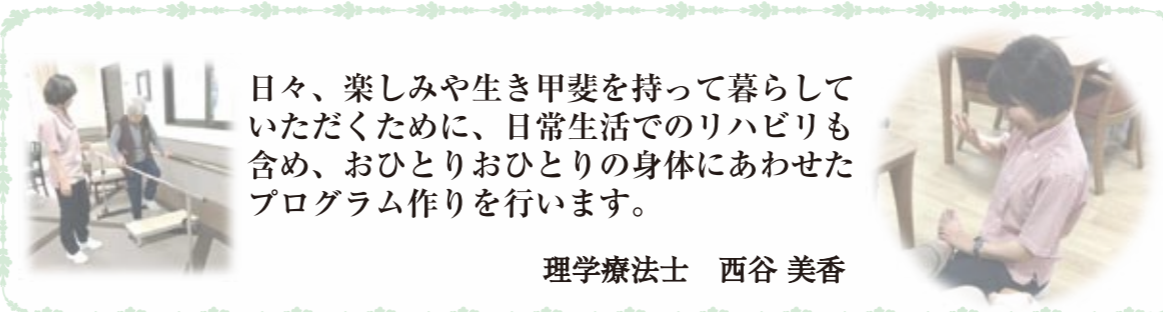 日々、楽しみや生き甲斐を持って暮らして
いただくために、日常生活でのリハビリも
含め、おひとりおひとりの身体にあわせた
プログラム作りを行います。
理学療法士　西谷 美香